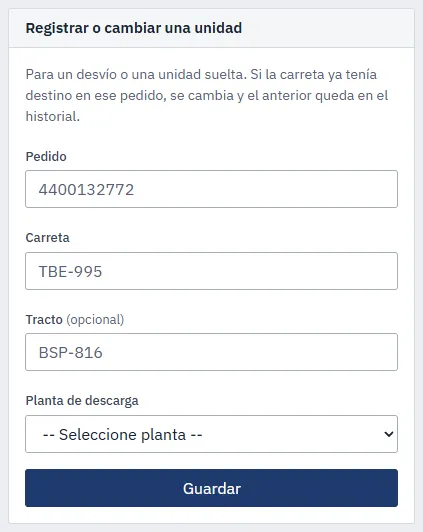 Registrar o cambiar una unidad
Para un desvío o una unidad suelta. Si la carreta ya tenía
destino en ese pedido, se cambia y el anterior queda en el
historial.
Pedido
4400132772
Carreta
TBE-995
Tracto (opcional)
BSP-816
Planta de descarga
-- Seleccione planta --
Guardar